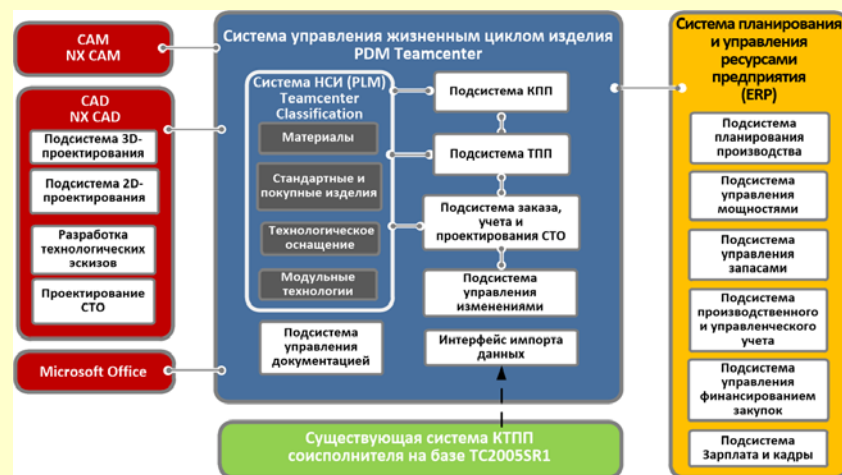 CAM
NX CAM
CAD
NX CAD
Подсистема 3D-
проектирования
Подсистема 2D-
проектирования
Разработка
технологических
эскизов
Проектирование
СТО
Microsoft Office
Система управления жизненным циклом изделия
PDM Teamcenter
Система НСИ (PLM)
Teamcenter
Classification
Материалы
Стандартные и
покупные изделия
Технологическое
оснащение
Модульные
технологии
Подсистема
управления
документацией
Подсистема КПП
Подсистема ТПП
Подсистема заказа,
учета и
проектирования СТО
Подсистема
управления
изменениями
Интерфейс импорта
данных
Существующая система КТПП
соисполнителя на базе TC2005SR1
Система планирования
и управления
ресурсами
предприятия
(ERP)
Подсистема
планирования
производства
Подсистема
управления
мощностями
Подсистема
управления
запасами
Подсистема
производственного
и управленческого
учета
Подсистема
управления
финансированием
закупок
Подсистема
Зарплата и кадры